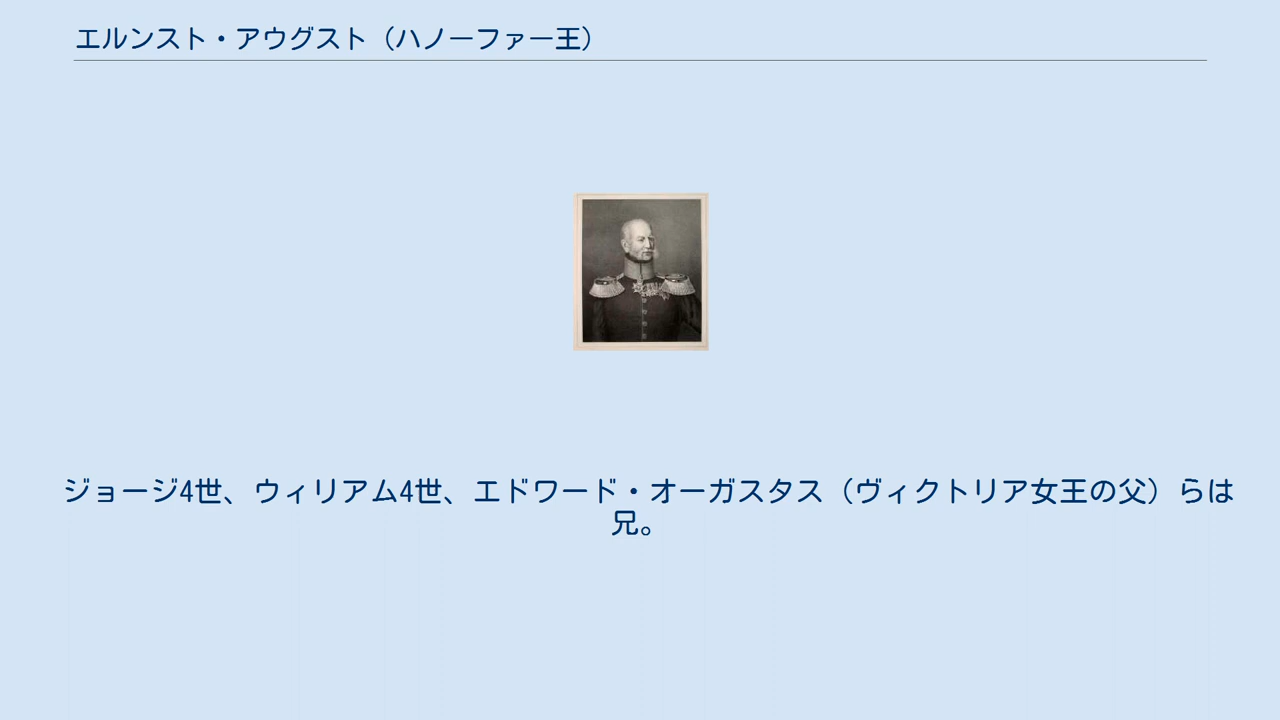 エルンスト・アウグスト（ハノーファー王）
ジョージ4世、ウィリアム4世、エドワード・オーガスタス（ヴィクトリア女王の父）らは
兄。